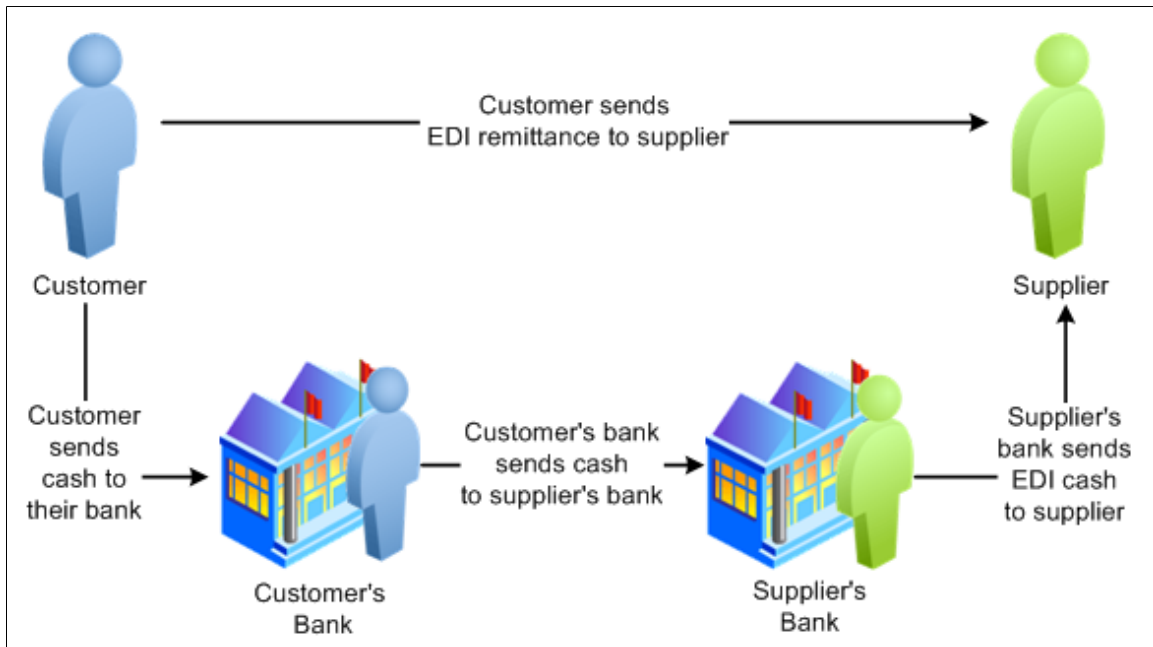 Customer sends
EDI remittance to supplier
Customer
Supplier
Customer
sends
cash to
their bank
Customer's bank
sends cash
to supplier's bank
Supplier's
bank sends
EDI cash
to supplier
Customer's
Bank
Supplier's
Bank